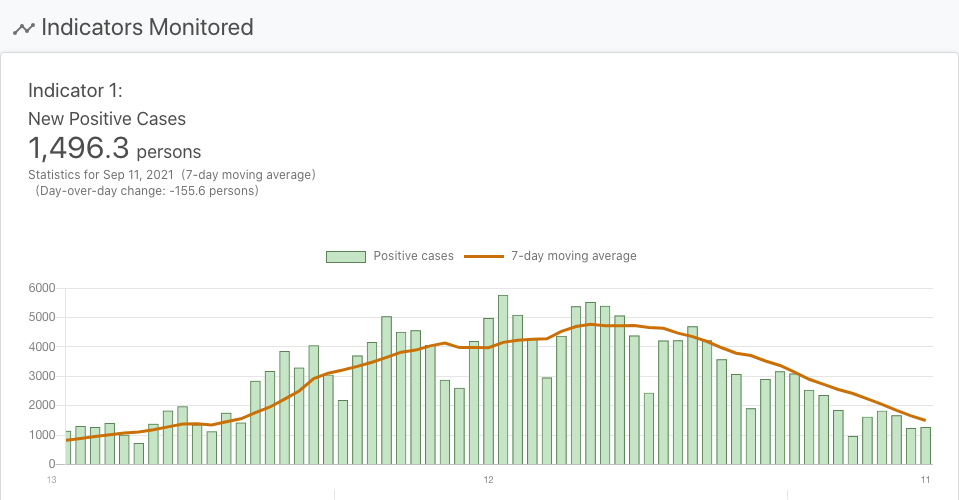 Indicators Monitored
Indicator 1:
New Positive Cases
1,496.3 persons
Statistics for Sep 11, 2021 (7-day moving average)
(Day-over-day change: -155.6 persons)
Positive cases 7-day moving average
6000
5000
4000
3000
2000
1000
0
13 12 11